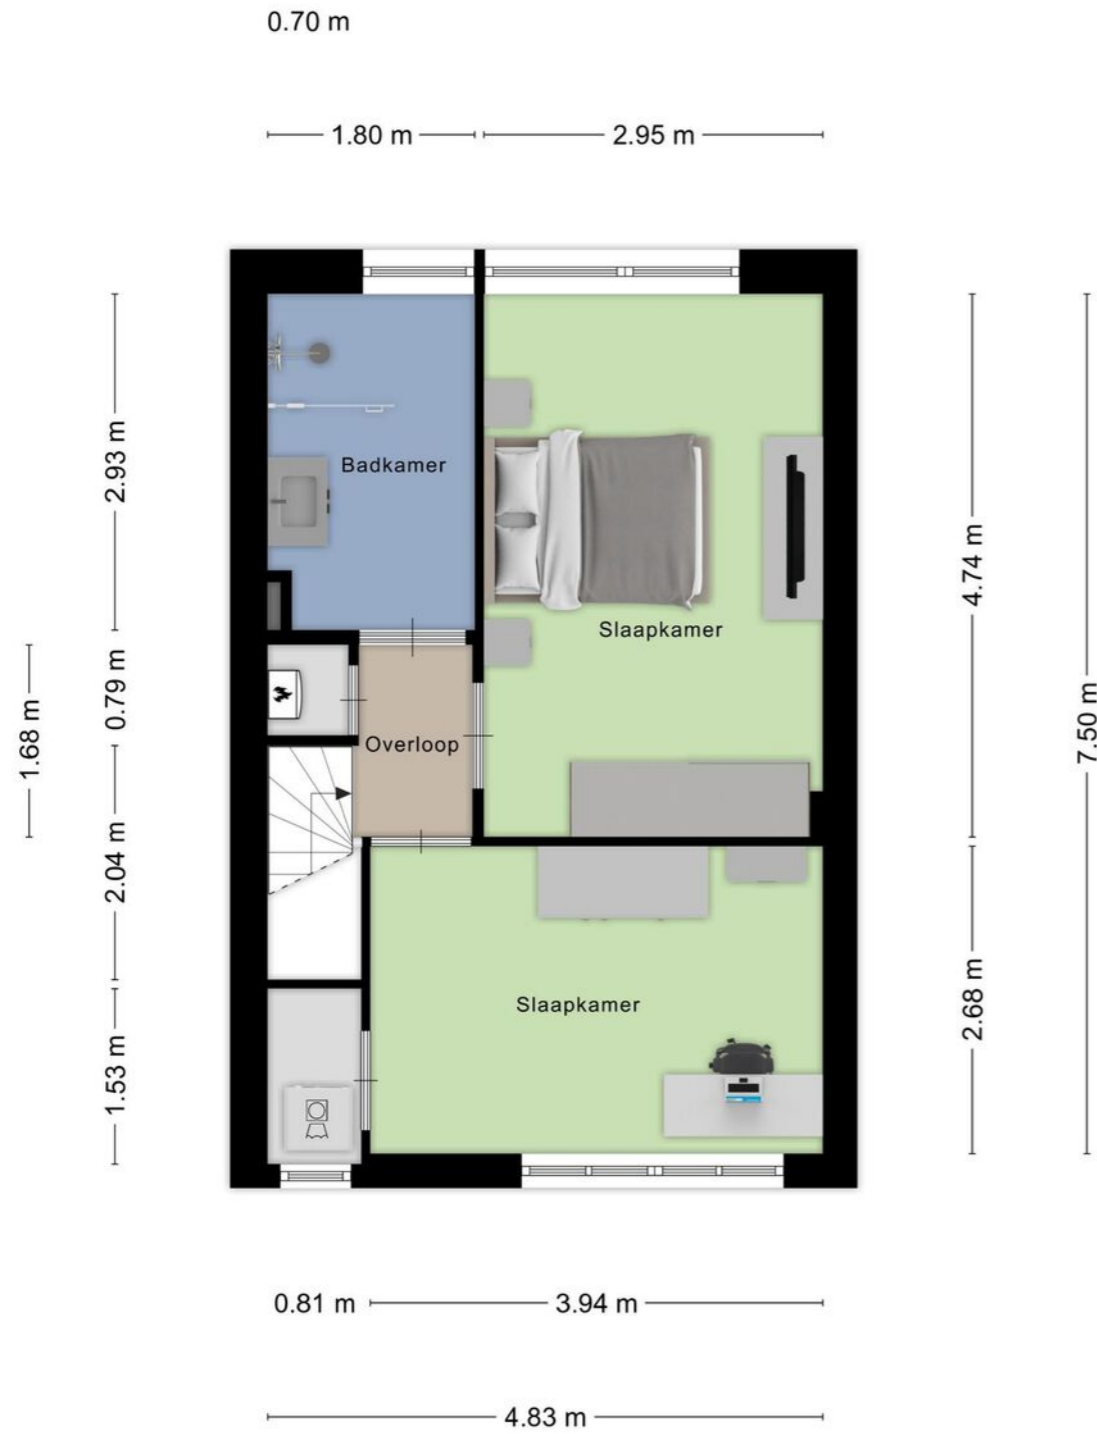 0.70 m
1.80 m
2.95 m
2.93 m
Badkamer
4.74 m
Slaapkamer
0.79 m
1.68 m
7.50 m
Overloop
2.04 m
2.68 m
Slaapkamer
1.53 m
0.81 m
3.94 m
4.83 m